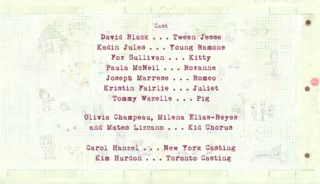 Cast
David Black . . . Tween Jesse
Kadin Jules . . . Young Ramone
Fox Sullivan . . . Kitty
Paula McNeil . . . Roxanne
Joseph Marrese . . . Romeo
Kristin Fairlie . . . Juliet
Tommy Wazelle . . . Pig
Olivia Champeau, Milena Elias-Reyes
and Mateo Lizcano . . . Kid Chorus
Carol Hanzel . . . New York Casting
Kim Hurdon . . . Toronto Casting